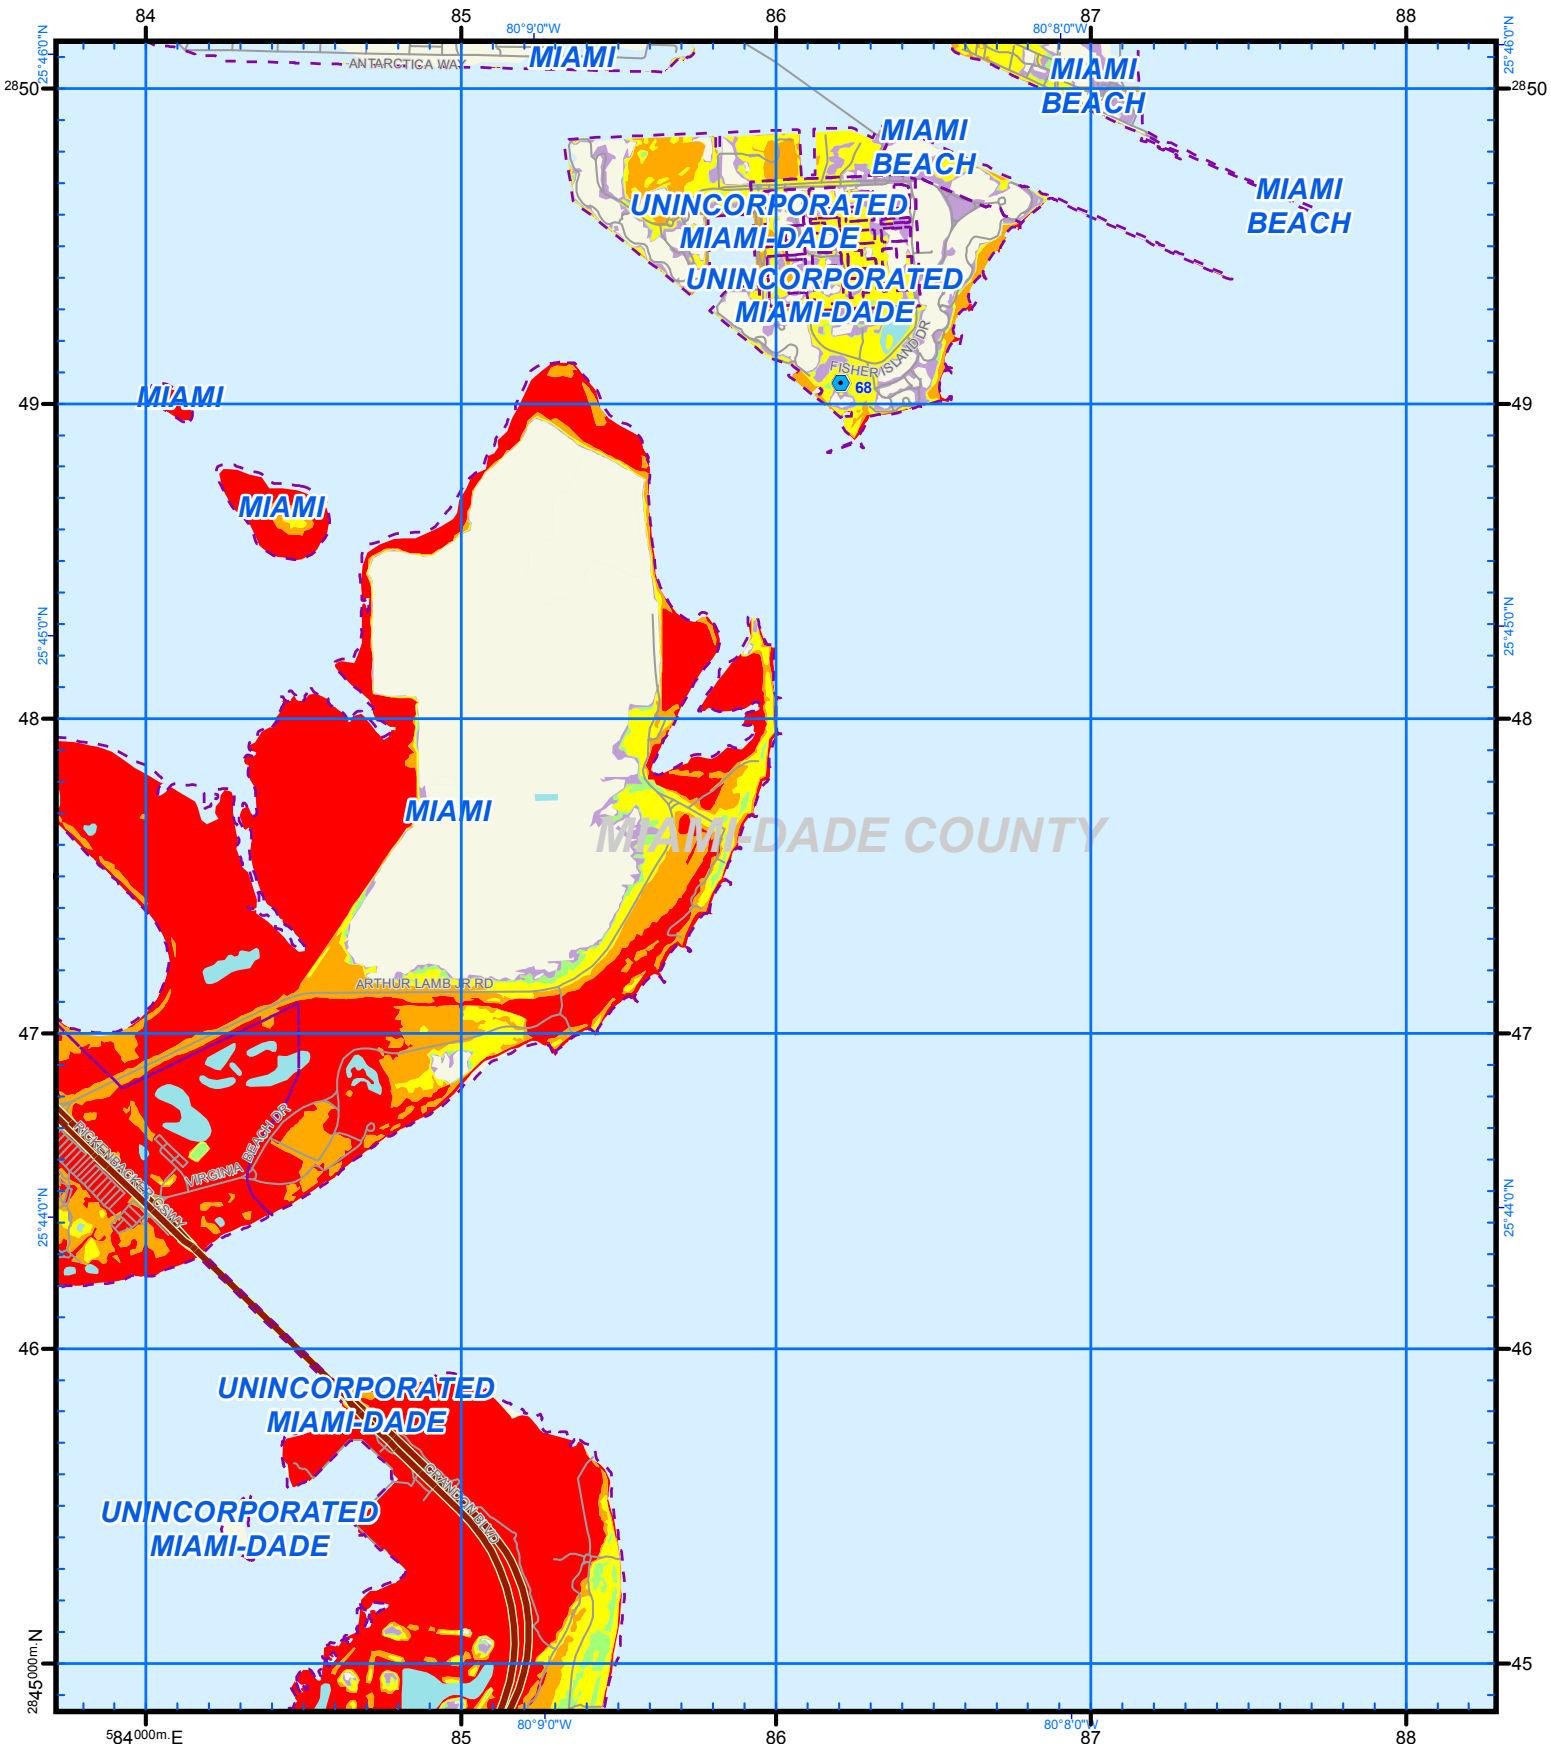 84 85 86 87 88
80°9'0"W 80°8'0"W
25°46'0"N
25°46'0"N
MIAMI
ANTARCTICA WAY
MIAMI
BEACH
2850
2850
MIAMI
BEACH
MIAMI
BEACH
UNINCORPORATED
MIAMI-DADE
UNINCORPORATED
MIAMI-DADE
FISHER ISLAND DR
68
MIAMI
49
49
MIAMI
25°45'0"N
25°45'0"N
48
48
MIAMI
MIAMI-DADE COUNTY
ARTHUR LAMB JR RD
47
47
RICKENBACKER CSWY
VIRGINIA BEACH DR
25°44'0"N
25°44'0"N
46
46
UNINCORPORATED
MIAMI-DADE
CRANDON BLVD
UNINCORPORATED
MIAMI-DADE
2845000m.N
45
80°9'0"W 80°8'0"W
584000m.E 85 86 87 88